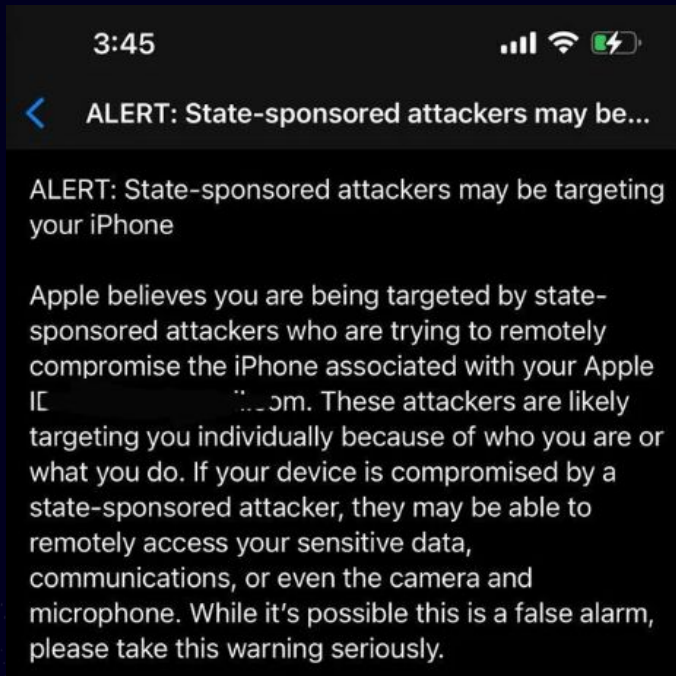 3:45
ALERT: State-sponsored attackers may be...
ALERT: State-sponsored attackers may be targeting
your iPhone
Apple believes you are being targeted by state-
sponsored attackers who are trying to remotely
compromise the iPhone associated with your Apple
These attackers are likely
targeting you individually because of who you are or
what you do. If your device is compromised by a
state-sponsored attacker, they may be able to
remotely access your sensitive data,
communications, or even the camera and
microphone. While it's possible this is a false alarm,
please take this warning seriously.